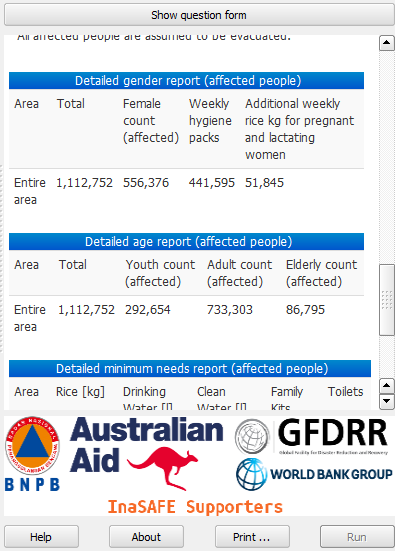 Show question form
All affected people are assumed to be evacuated.
Detailed gender report (affected people)
Area Total Female count (affected) Weekly hygiene packs Additional weekly rice kg for pregnant and lactating women
Entire area 1,112,752 556,376 441,595 51,845
Detailed age report (affected people)
Area Total Youth count (affected) Adult count (affected) Elderly count (affected)
Entire area 1,112,752 292,654 733,303 86,795
Detailed minimum needs report (affected people)
Area Rice [kg] Drinking Water [l] Clean Water [l] Family Kits Toilets
BADAN NASIONAL PENANGGULANGAN BENCANA
BNPB
Australian
Aid
GFDRR
Global Facility for Disaster Reduction and Recovery
WORLD BANK GROUP
InaSAFE Supporters
Help About Print ... Run